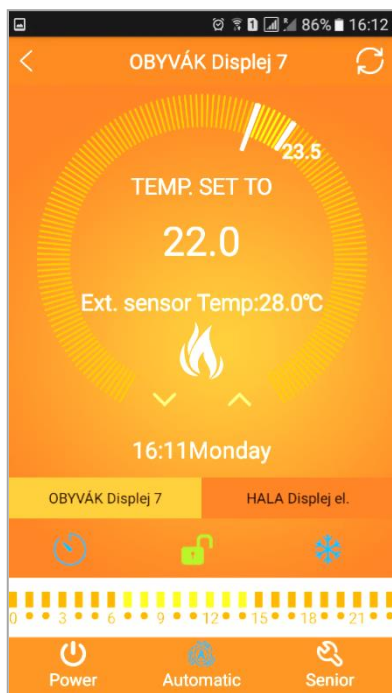 1 86% 16:12
OBYVÁK Displej 7
23.5
TEMP. SET TO
22.0
Ext. sensor Temp:28.0℃
16:11Monday
OBYVÁK Displej 7 HALA Displej el.
0 3 6 9 12 15 18 21
Power Automatic Senior